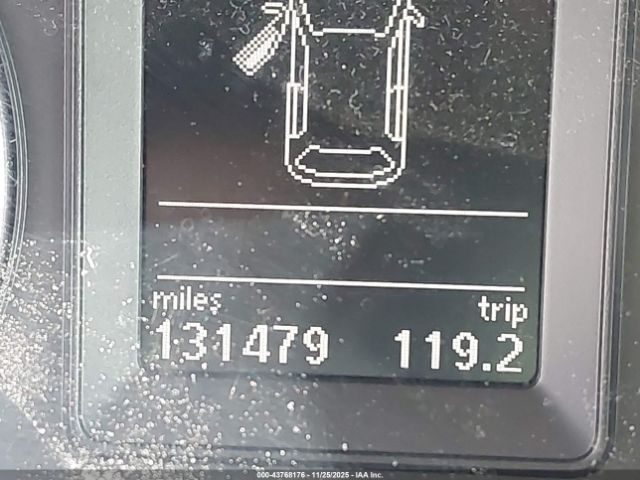 miles trip
131479 119.2
000-43768176 - 11/25/2025 - IAA Inc.